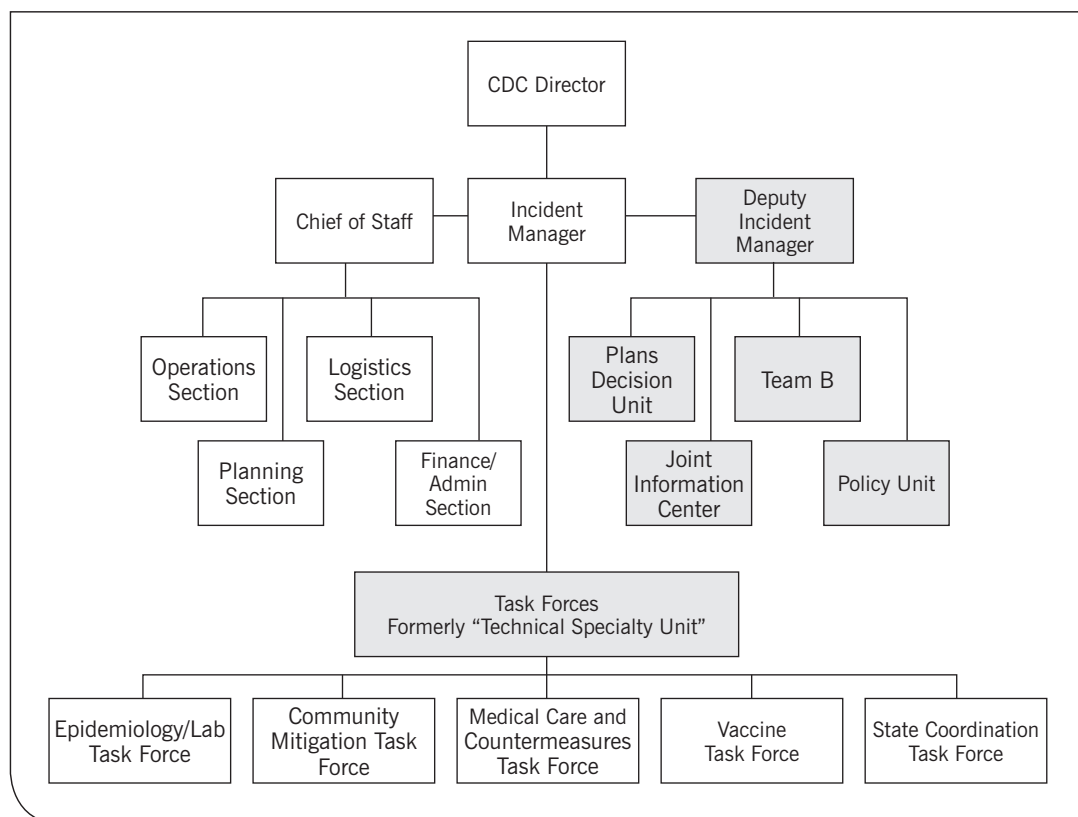 CDC Director
Chief of Staff
Incident
Manager
Deputy
Incident
Manager
Operations
Section
Logistics
Section
Planning
Section
Finance/
Admin
Section
Plans
Decision
Unit
Team B
Joint
Information
Center
Policy Unit
Task Forces
Formerly “Technical Specialty Unit”
Epidemiology/Lab
Task Force
Community
Mitigation Task
Force
Medical Care and
Countermeasures
Task Force
Vaccine
Task Force
State Coordination
Task Force